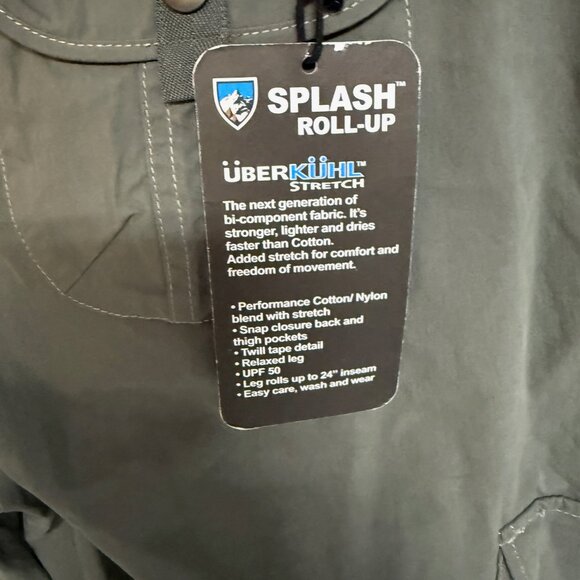 SPLASH™
ROLL-UP
ÜBERKÜHL™
STRETCH
The next generation of
bi-component fabric. It's
stronger, lighter and dries
faster than Cotton.
Added stretch for comfort and
freedom of movement.
• Performance Cotton/ Nylon
blend with stretch
• Snap closure back and
thigh pockets
• Twill tape detail
• Relaxed leg
• UPF 50
• Leg rolls up to 24" inseam
• Easy care, wash and wear